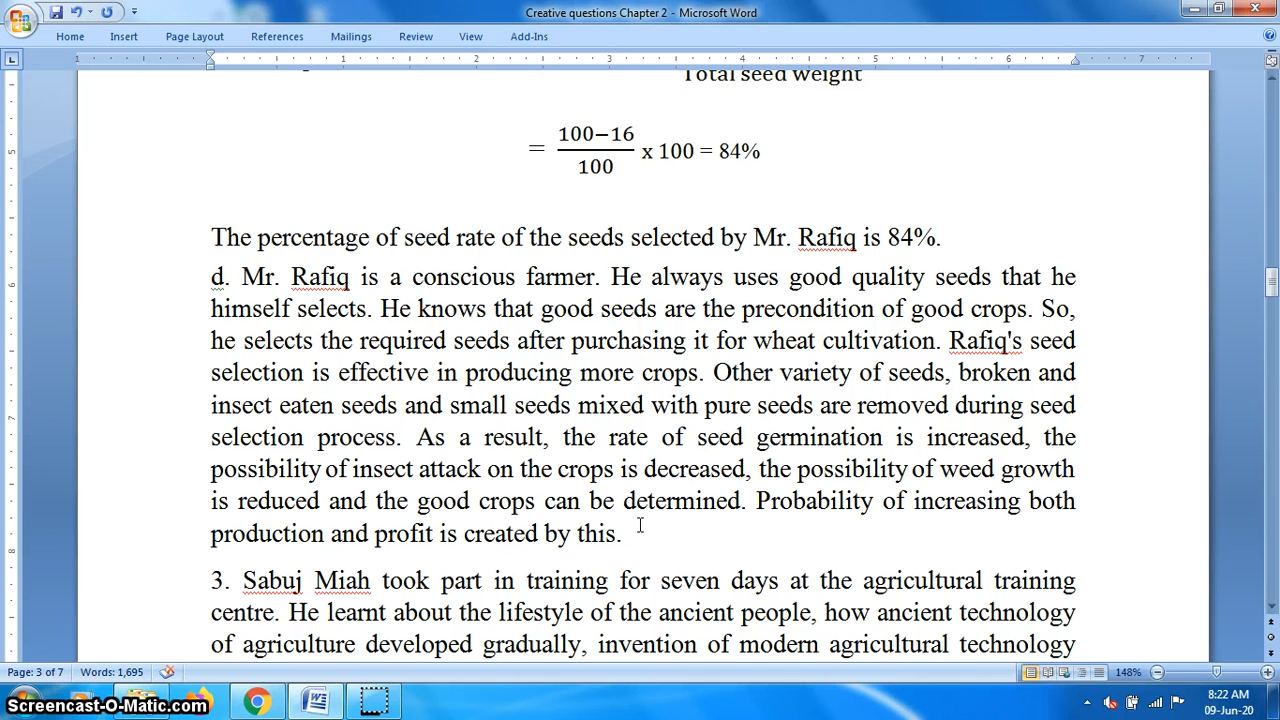 Creative questions Chapter 2 - Microsoft Word
Home Insert Page Layout References Mailings Review View Add-Ins
1 1 2 3 4 5 6 7
Total seed weight
= 100−16 / 100 x 100 = 84%
The percentage of seed rate of the seeds selected by Mr. Rafiq is 84%.
d. Mr. Rafiq is a conscious farmer. He always uses good quality seeds that he
himself selects. He knows that good seeds are the precondition of good crops. So,
he selects the required seeds after purchasing it for wheat cultivation. Rafiq's seed
selection is effective in producing more crops. Other variety of seeds, broken and
insect eaten seeds and small seeds mixed with pure seeds are removed during seed
selection process. As a result, the rate of seed germination is increased, the
possibility of insect attack on the crops is decreased, the possibility of weed growth
is reduced and the good crops can be determined. Probability of increasing both
production and profit is created by this.
3. Sabuj Miah took part in training for seven days at the agricultural training
centre. He learnt about the lifestyle of the ancient people, how ancient technology
of agriculture developed gradually, invention of modern agricultural technology
Page: 3 of 7 Words: 1,695 148%
Screencast-O-Matic.com
8:22 AM
09-Jun-20